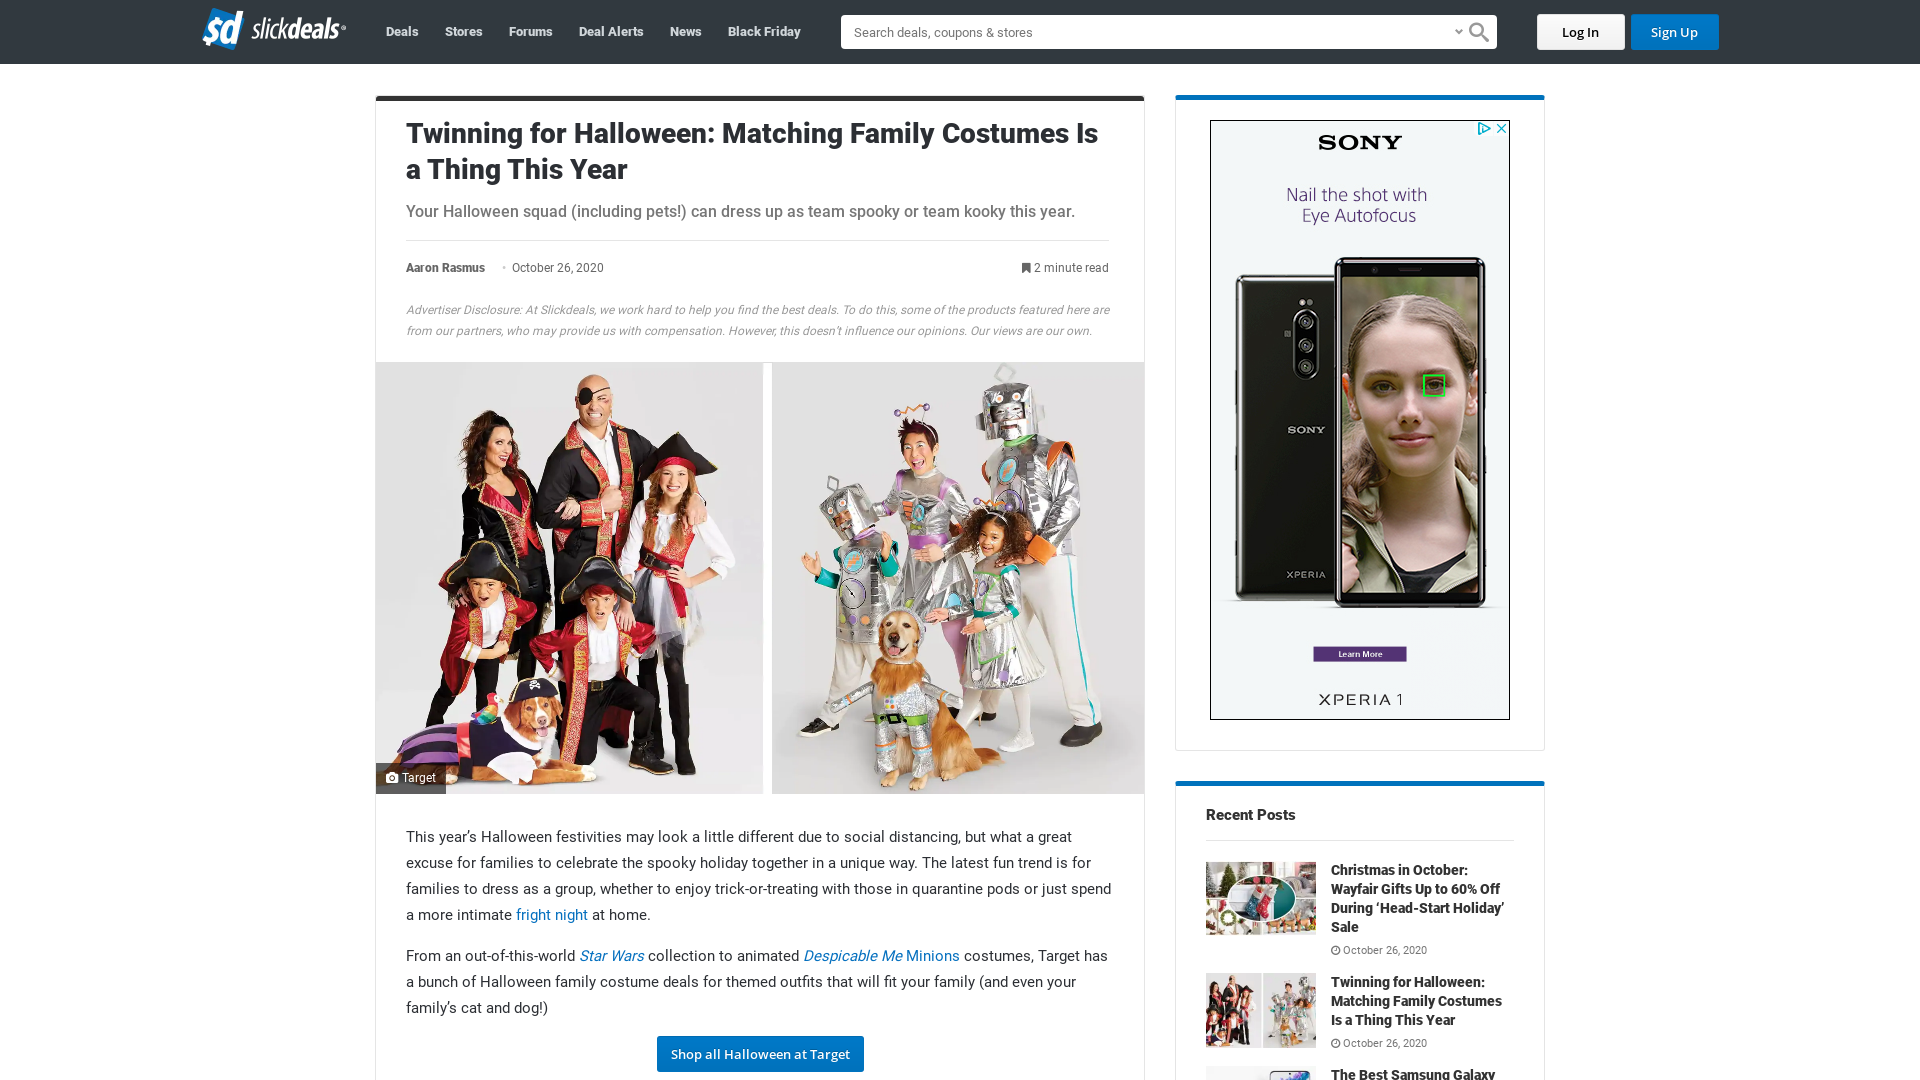 sd slickdeals
Deals
Stores
Forums
Deal Alerts
News
Black Friday
Search deals, coupons & stores
Log In
Sign Up
Twinning for Halloween: Matching Family Costumes Is
a Thing This Year
Your Halloween squad (including pets!) can dress up as team spooky or team kooky this year.
Aaron Rasmus
October 26, 2020
2 minute read
Advertiser Disclosure: At Slickdeals, we work hard to help you find the best deals. To do this, some of the products featured here are
from our partners, who may provide us with compensation. However, this doesn't influence our opinions. Our views are our own.
Target
This year’s Halloween festivities may look a little different due to social distancing, but what a great
excuse for families to celebrate the spooky holiday together in a unique way. The latest fun trend is for
families to dress as a group, whether to enjoy trick-or-treating with those in quarantine pods or just spend
a more intimate fright night at home.
From an out-of-this-world Star Wars collection to animated Despicable Me Minions costumes, Target has
a bunch of Halloween family costume deals for themed outfits that will fit your family (and even your
family’s cat and dog!)
Shop all Halloween at Target
SONY
Nail the shot with
Eye Autofocus
SONY
XPERIA
Learn More
XPERIA 1
Recent Posts
Christmas in October:
Wayfair Gifts Up to 60% Off
During ‘Head-Start Holiday’
Sale
October 26, 2020
Twinning for Halloween:
Matching Family Costumes
Is a Thing This Year
October 26, 2020
The Best Samsung Galaxy